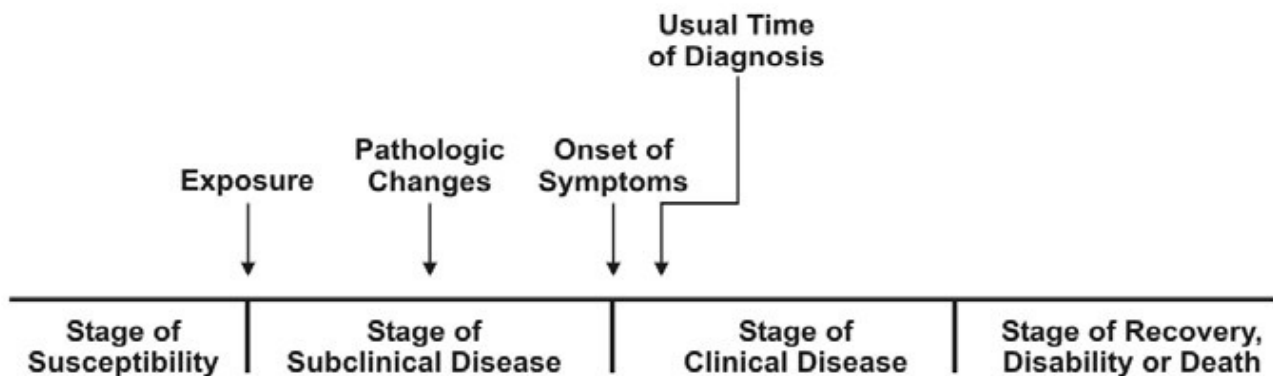 Usual Time
of Diagnosis
Exposure
Pathologic
Changes
Onset of
Symptoms
Stage of
Susceptibility
Stage of
Subclinical Disease
Stage of
Clinical Disease
Stage of Recovery,
Disability or Death